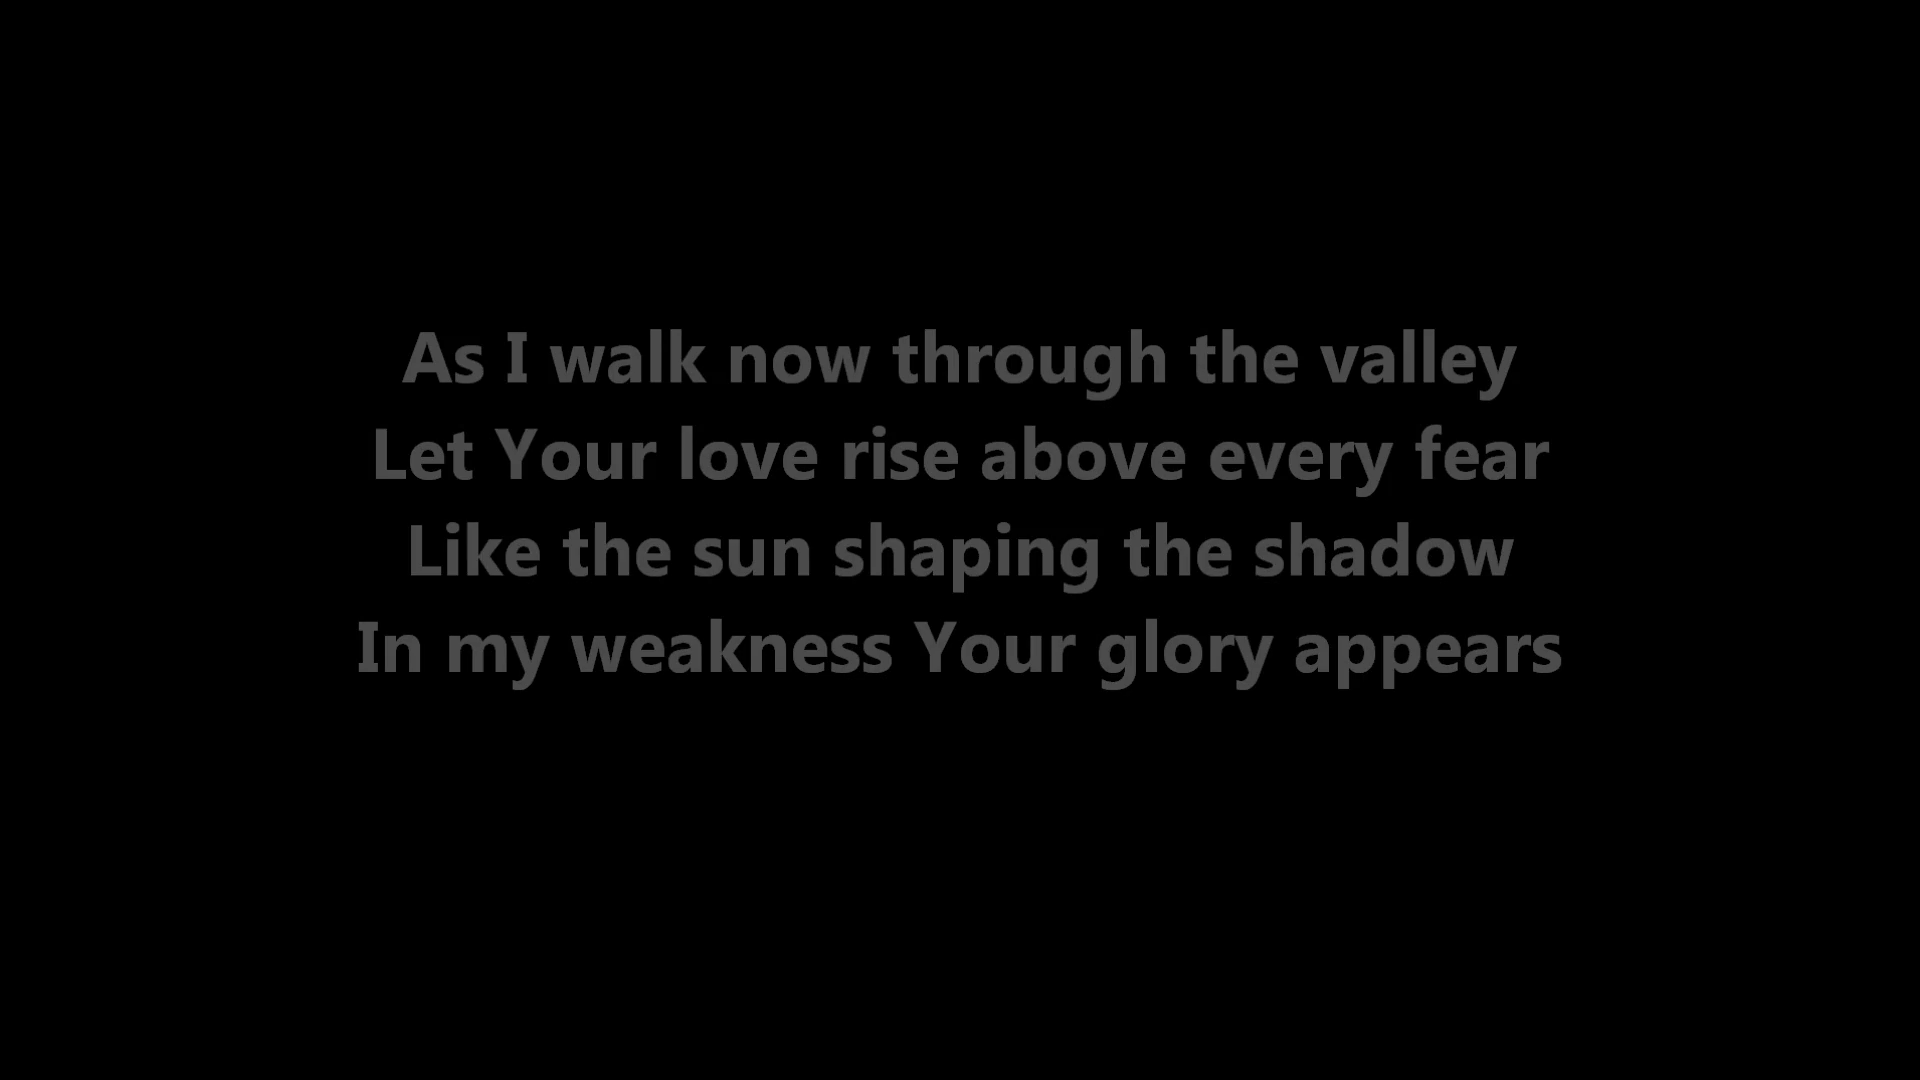 As I walk now through the valley
Let Your love rise above every fear
Like the sun shaping the shadow
In my weakness Your glory appears